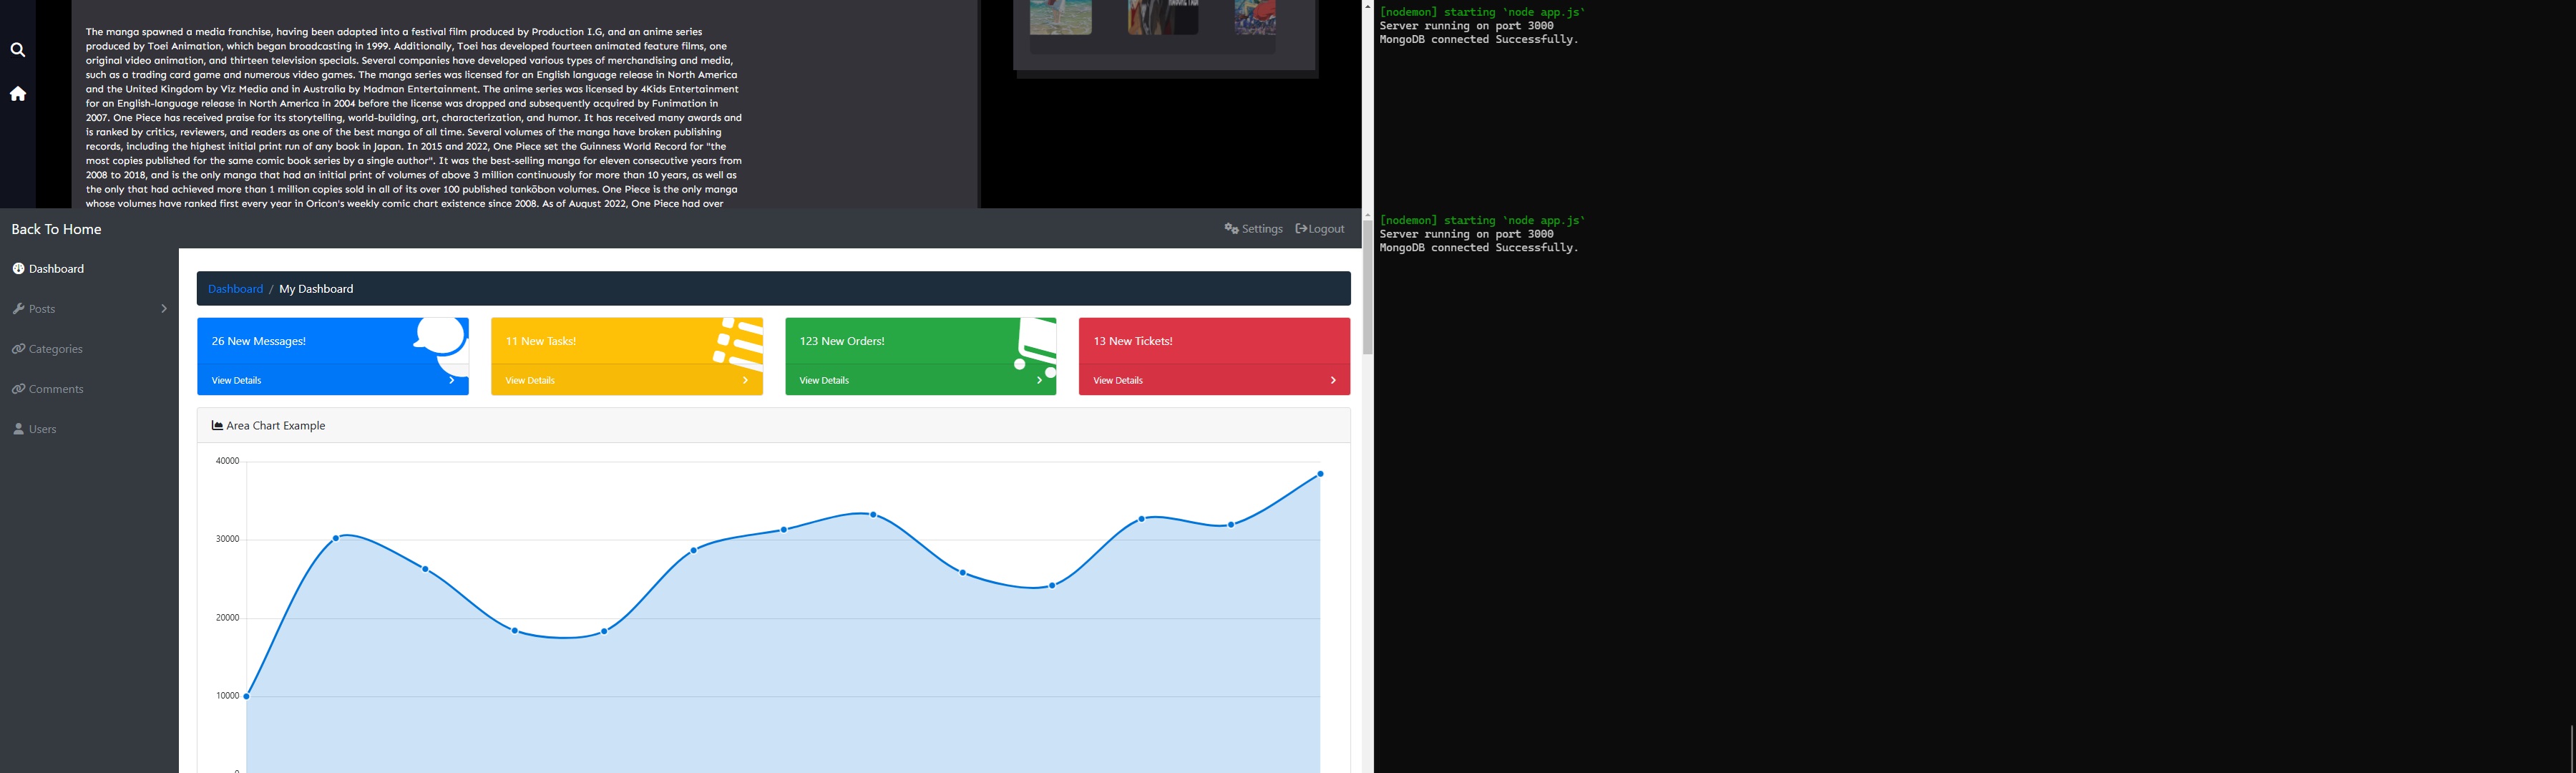 The manga spawned a media franchise, having been adapted into a festival film produced by Production I.G, and an anime series
produced by Toei Animation, which began broadcasting in 1999. Additionally, Toei has developed fourteen animated feature films, one
original video animation, and thirteen television specials. Several companies have developed various types of merchandising and media,
such as a trading card game and numerous video games. The manga series was licensed for an English language release in North America
and the United Kingdom by Viz Media and in Australia by Madman Entertainment. The anime series was licensed by 4Kids Entertainment
for an English-language release in North America in 2004 before the license was dropped and subsequently acquired by Funimation in
2007. One Piece has received praise for its storytelling, world-building, art, characterization, and humor. It has received many awards and
is ranked by critics, reviewers, and readers as one of the best manga of all time. Several volumes of the manga have broken publishing
records, including the highest initial print run of any book in Japan. In 2015 and 2022, One Piece set the Guinness World Record for "the
most copies published for the same comic book series by a single author". It was the best-selling manga for eleven consecutive years from
2008 to 2018, and is the only manga that had an initial print of volumes of above 3 million continuously for more than 10 years, as well as
the only that had achieved more than 1 million copies sold in all of its over 100 published tankōbon volumes. One Piece is the only manga
whose volumes have ranked first every year in Oricon's weekly comic chart existence since 2008. As of August 2022, One Piece had over
[nodemon] starting `node app.js`
Server running on port 3000
MongoDB connected Successfully.
Back To Home
Settings
Logout
Dashboard
Posts
Categories
Comments
Users
Dashboard / My Dashboard
26 New Messages!
View Details
11 New Tasks!
View Details
123 New Orders!
View Details
13 New Tickets!
View Details
Area Chart Example
40000
30000
20000
10000
[nodemon] starting `node app.js`
Server running on port 3000
MongoDB connected Successfully.